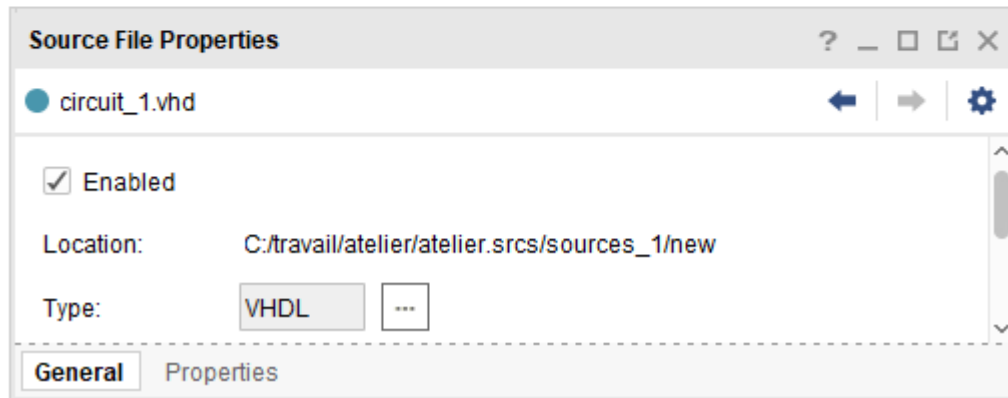 Source File Properties
circuit_1.vhd
Enabled
Location: C:/travail/atelier/atelier.srcs/sources_1/new
Type: VHDL ...
General Properties